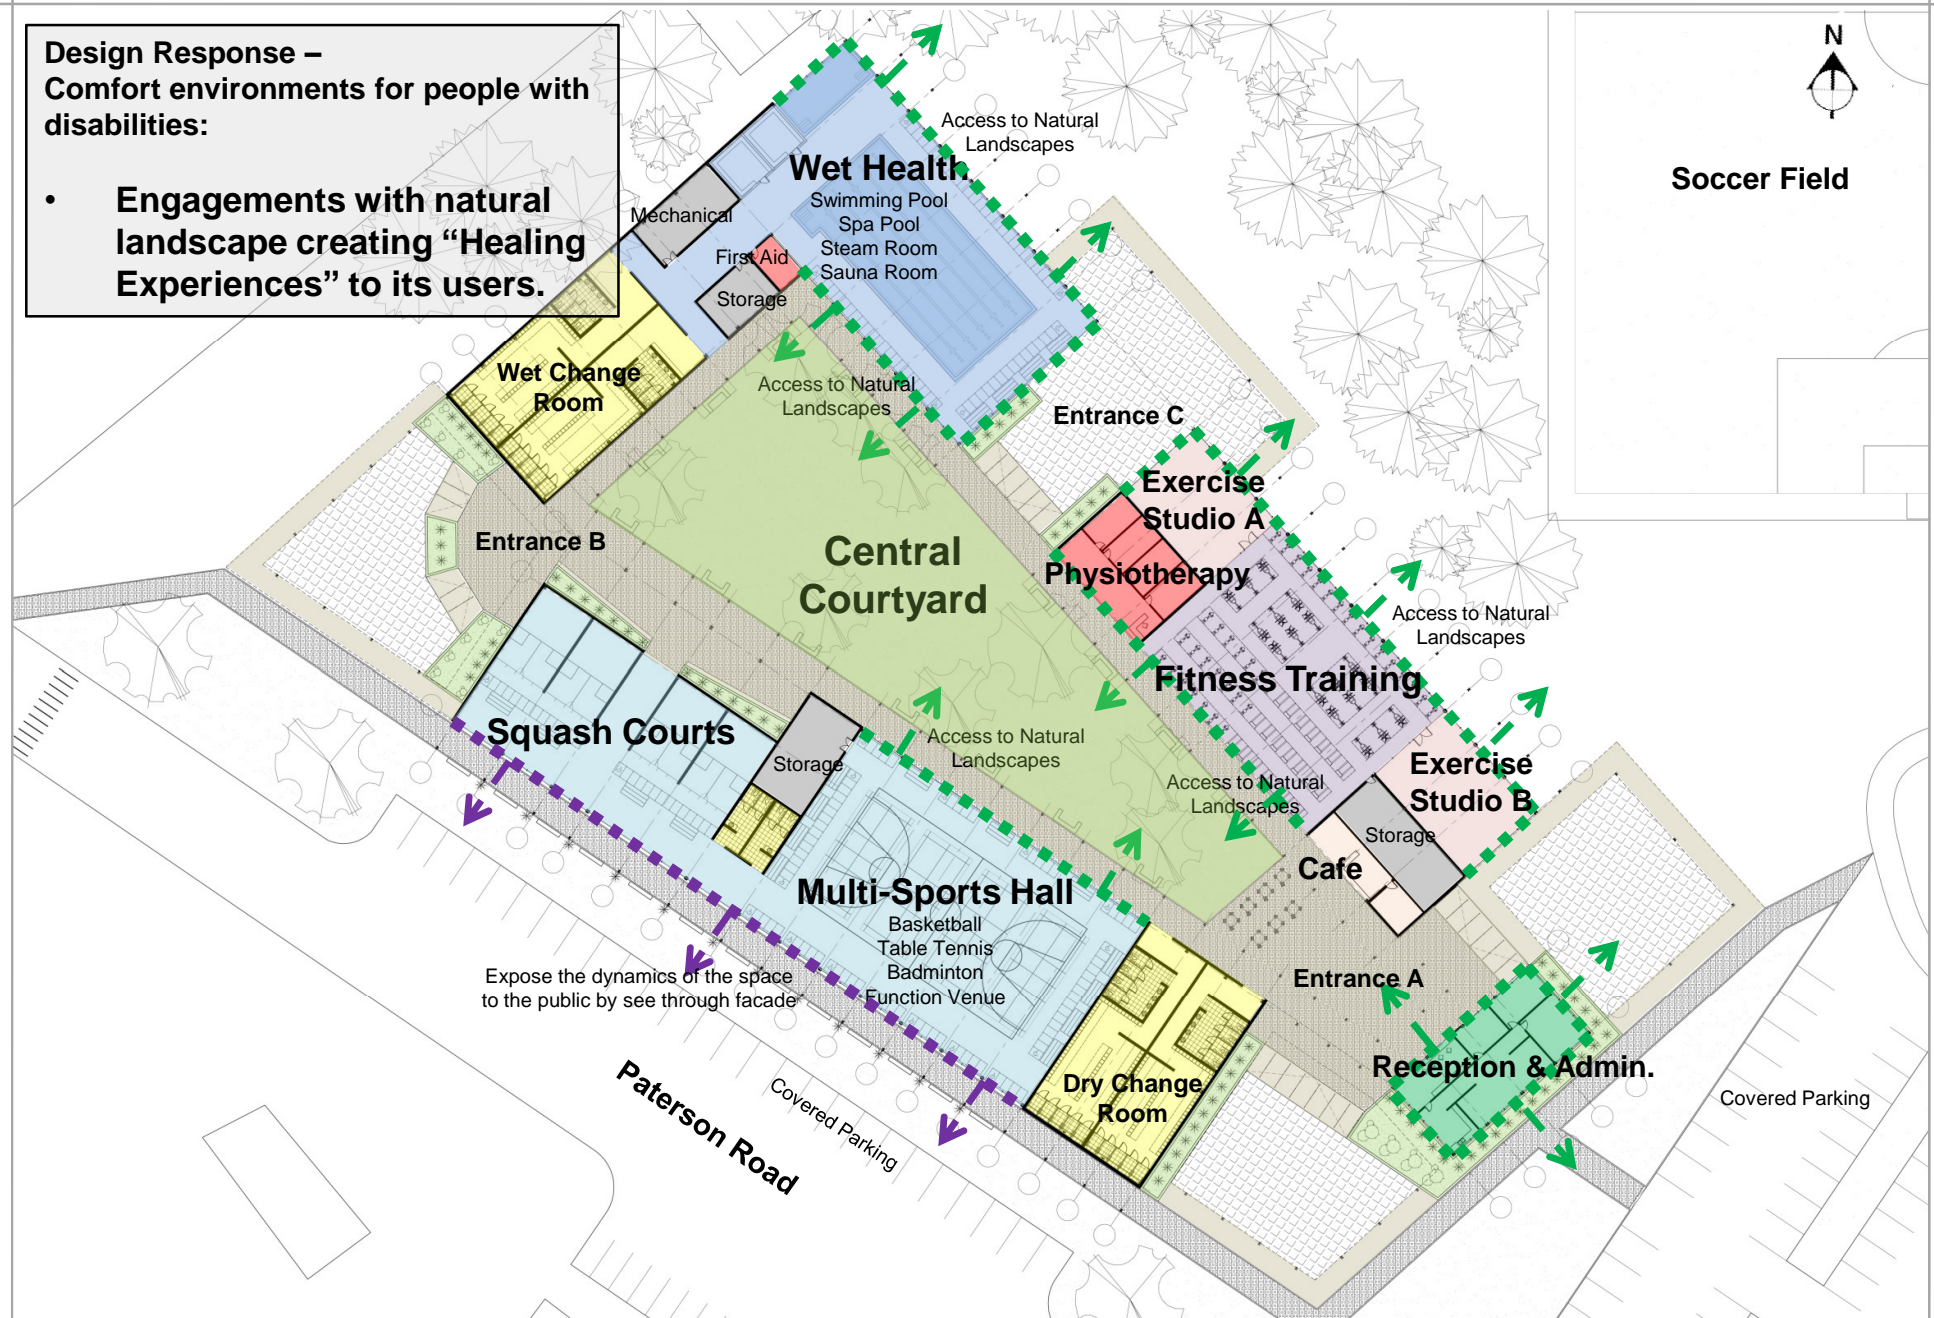 Design Response –
Comfort environments for people with
disabilities:
• Engagements with natural
landscape creating “Healing
Experiences” to its users.
N
Soccer Field
Access to Natural
Landscapes
Wet Health
Swimming Pool
Spa Pool
Steam Room
Sauna Room
Mechanical
First Aid
Storage
Wet Change
Room
Access to Natural
Landscapes
Entrance C
Exercise
Studio A
Entrance B
Central
Courtyard
Physiotherapy
Access to Natural
Landscapes
Fitness Training
Squash Courts
Storage
Access to Natural
Landscapes
Access to Natural
Landscapes
Exercise
Studio B
Storage
Cafe
Multi-Sports Hall
Basketball
Table Tennis
Badminton
Function Venue
Expose the dynamics of the space
to the public by see through facade
Entrance A
Reception & Admin.
Dry Change
Room
Covered Parking
Paterson Road
Covered Parking